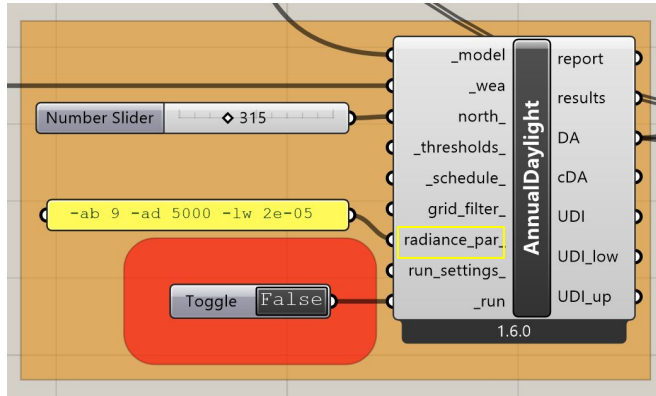 Number Slider
315
-ab 9 -ad 5000 -lw 2e-05
Toggle
False
_model
_wea
north_
_thresholds_
_schedule_
grid_filter_
radiance_par_
run_settings_
_run
AnnualDaylight
report
results
DA
cDA
UDI
UDI_low
UDI_up
1.6.0